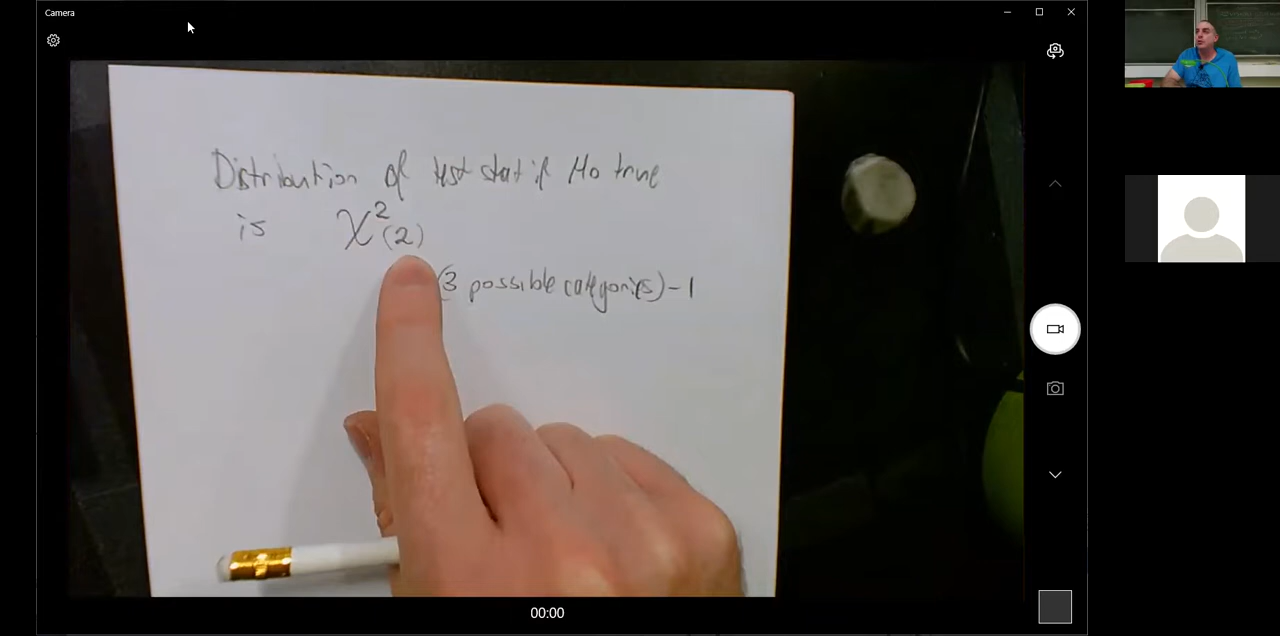 Camera
Distribution of test stat if Ho true
is χ²(2)
(3 possible categories) - 1
00:00